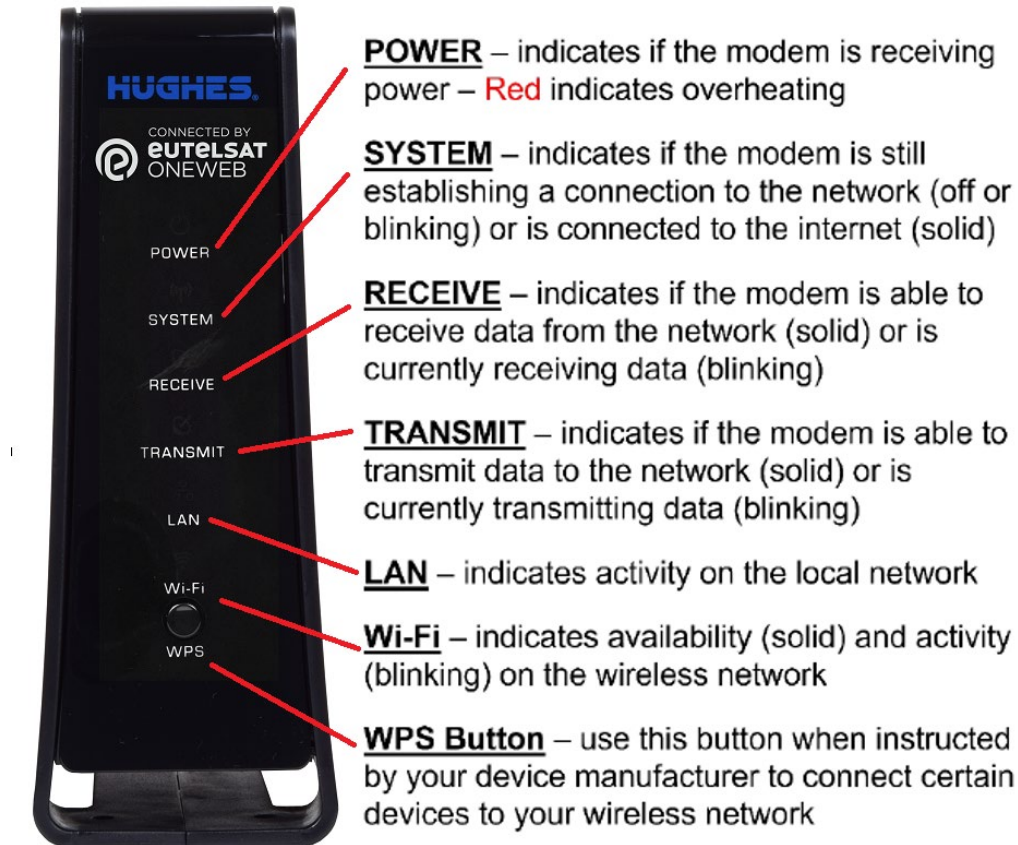 HUGHES.
CONNECTED BY
eUTeLSAT
ONEWEB
POWER
SYSTEM
RECEIVE
TRANSMIT
LAN
Wi-Fi
WPS
POWER – indicates if the modem is receiving
power – Red indicates overheating
SYSTEM – indicates if the modem is still
establishing a connection to the network (off or
blinking) or is connected to the internet (solid)
RECEIVE – indicates if the modem is able to
receive data from the network (solid) or is
currently receiving data (blinking)
TRANSMIT – indicates if the modem is able to
transmit data to the network (solid) or is
currently transmitting data (blinking)
LAN – indicates activity on the local network
Wi-Fi – indicates availability (solid) and activity
(blinking) on the wireless network
WPS Button – use this button when instructed
by your device manufacturer to connect certain
devices to your wireless network